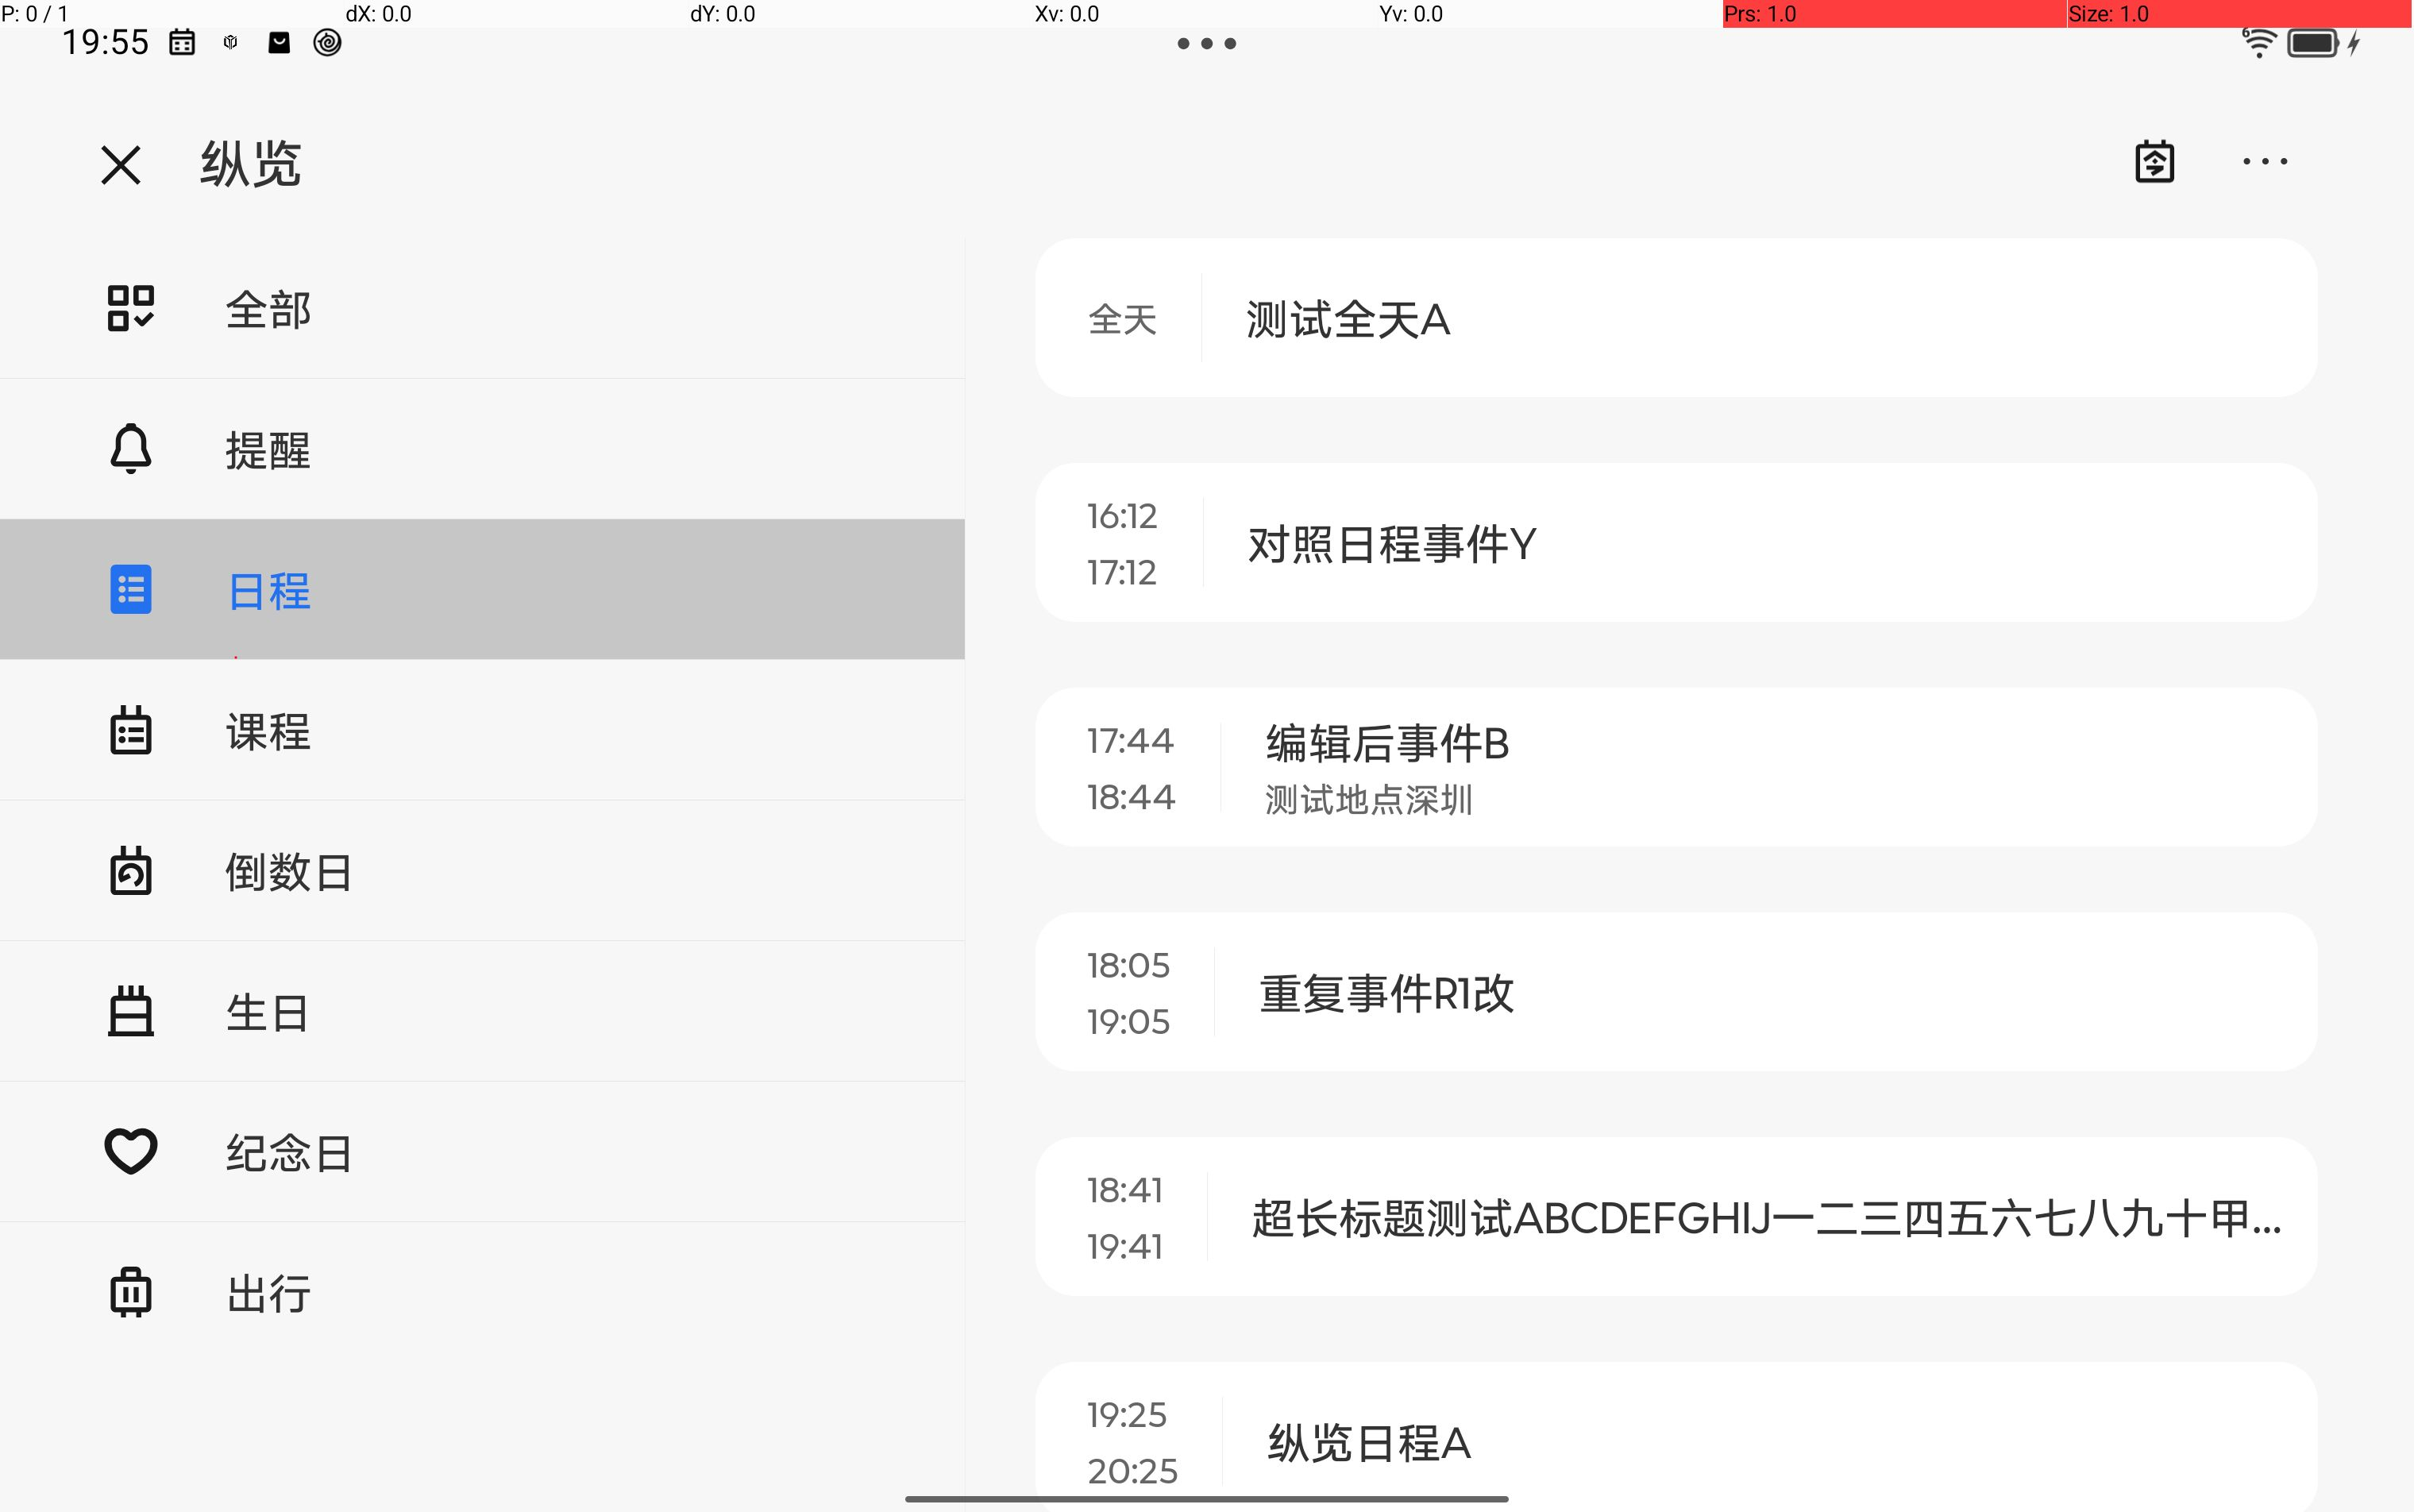 P: 0 / 1 dX: 0.0 dY: 0.0 Xv: 0.0 Yv: 0.0 Prs: 1.0 Size: 1.0
19:55
6
纵览
今
全部
提醒
日程
课程
倒数日
生日
纪念日
出行
全天
测试全天A
16:12
17:12
对照日程事件Y
17:44
18:44
编辑后事件B
测试地点深圳
18:05
19:05
重复事件R1改
18:41
19:41
超长标题测试ABCDEFGHIJ一二三四五六七八九十甲...
19:25
20:25
纵览日程A